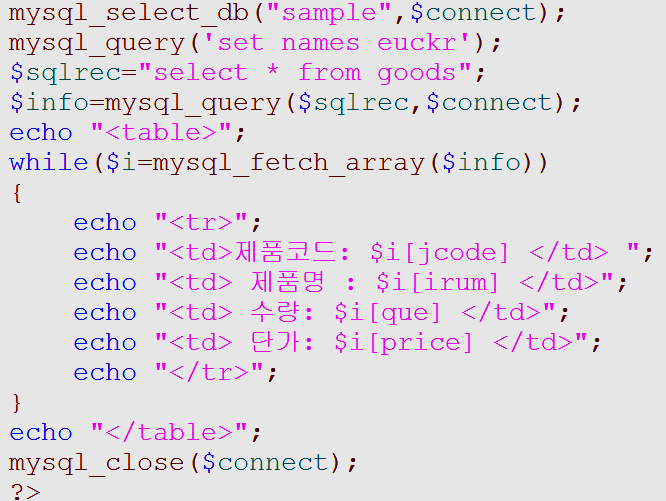 mysql_select_db("sample",$connect);
mysql_query('set names euckr');
$sqlrec="select * from goods";
$info=mysql_query($sqlrec,$connect);
echo "<table>";
while($i=mysql_fetch_array($info))
{
    echo "<tr>";
    echo "<td>제품코드: $i[jcode] </td> ";
    echo "<td> 제품명 : $i[irum] </td>";
    echo "<td> 수량: $i[que] </td>";
    echo "<td> 단가: $i[price] </td>";
    echo "</tr>";
}
echo "</table>";
mysql_close($connect);
?>